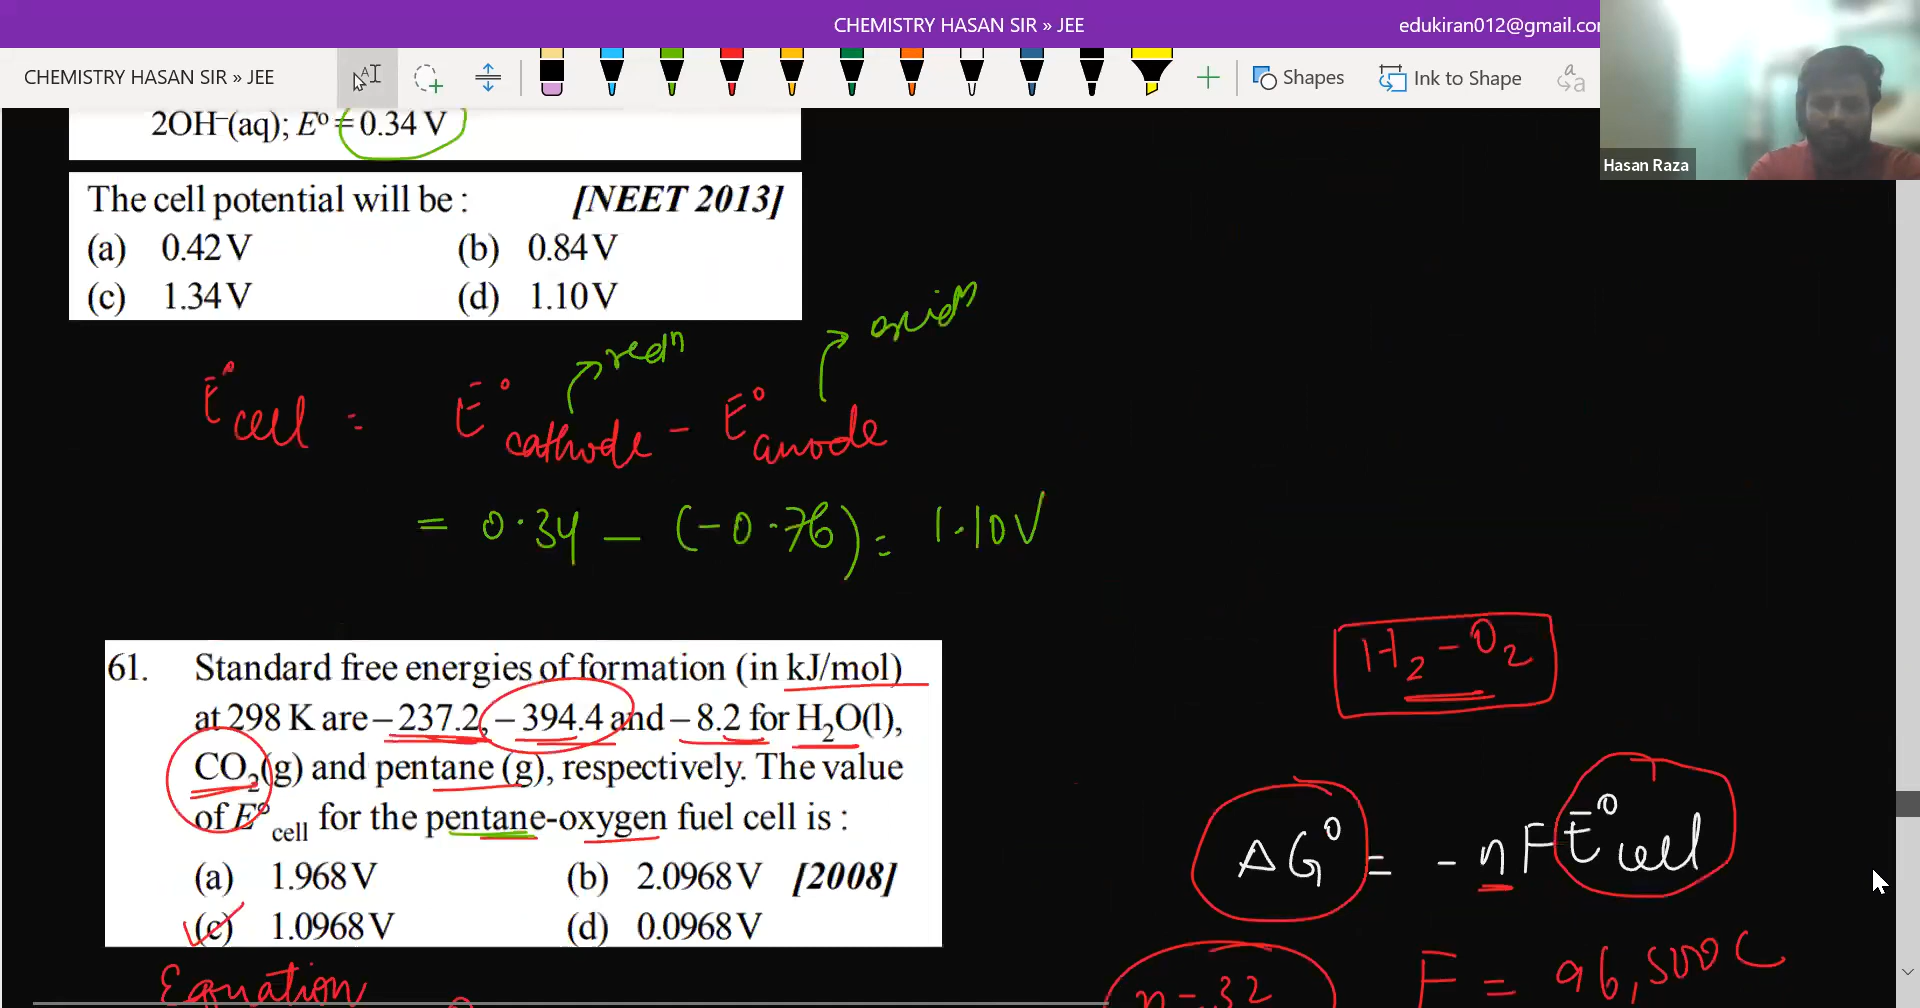 CHEMISTRY HASAN SIR » JEE
edukiran012@gmail.co
CHEMISTRY HASAN SIR » JEE
Shapes
Ink to Shape
Hasan Raza
2OH⁻(aq); E° = 0.34 V
The cell potential will be : [NEET 2013]
(a) 0.42 V (b) 0.84 V
(c) 1.34 V (d) 1.10 V
redn
oxidn
E°cell = E°cathode - E°anode
= 0.34 - (-0.76) = 1.10V
H₂-O₂
61. Standard free energies of formation (in kJ/mol)
at 298 K are – 237.2, – 394.4 and – 8.2 for H₂O(l),
CO₂(g) and pentane (g), respectively. The value
of E°cell for the pentane-oxygen fuel cell is :
(a) 1.968 V (b) 2.0968 V [2008]
(c) 1.0968 V (d) 0.0968 V
ΔG° = -nFE°cell
Equation
n = 32
F = 96,500 C